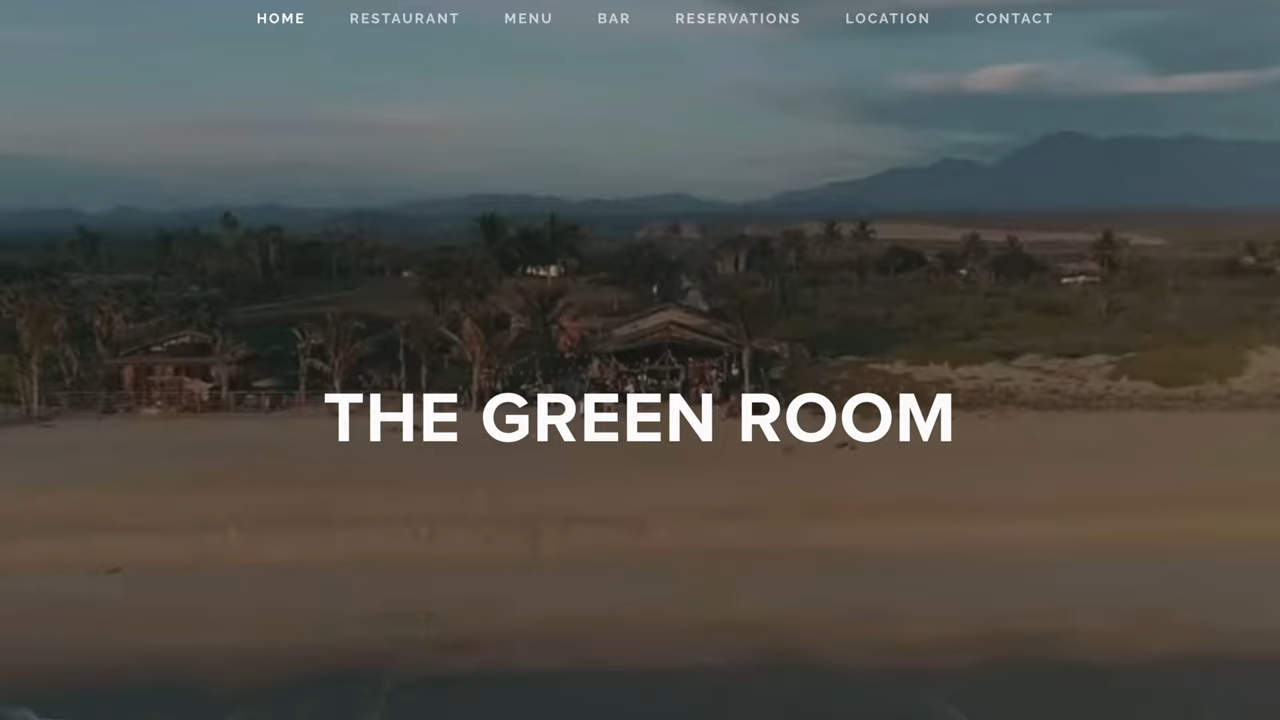 HOME RESTAURANT MENU BAR RESERVATIONS LOCATION CONTACT
THE GREEN ROOM